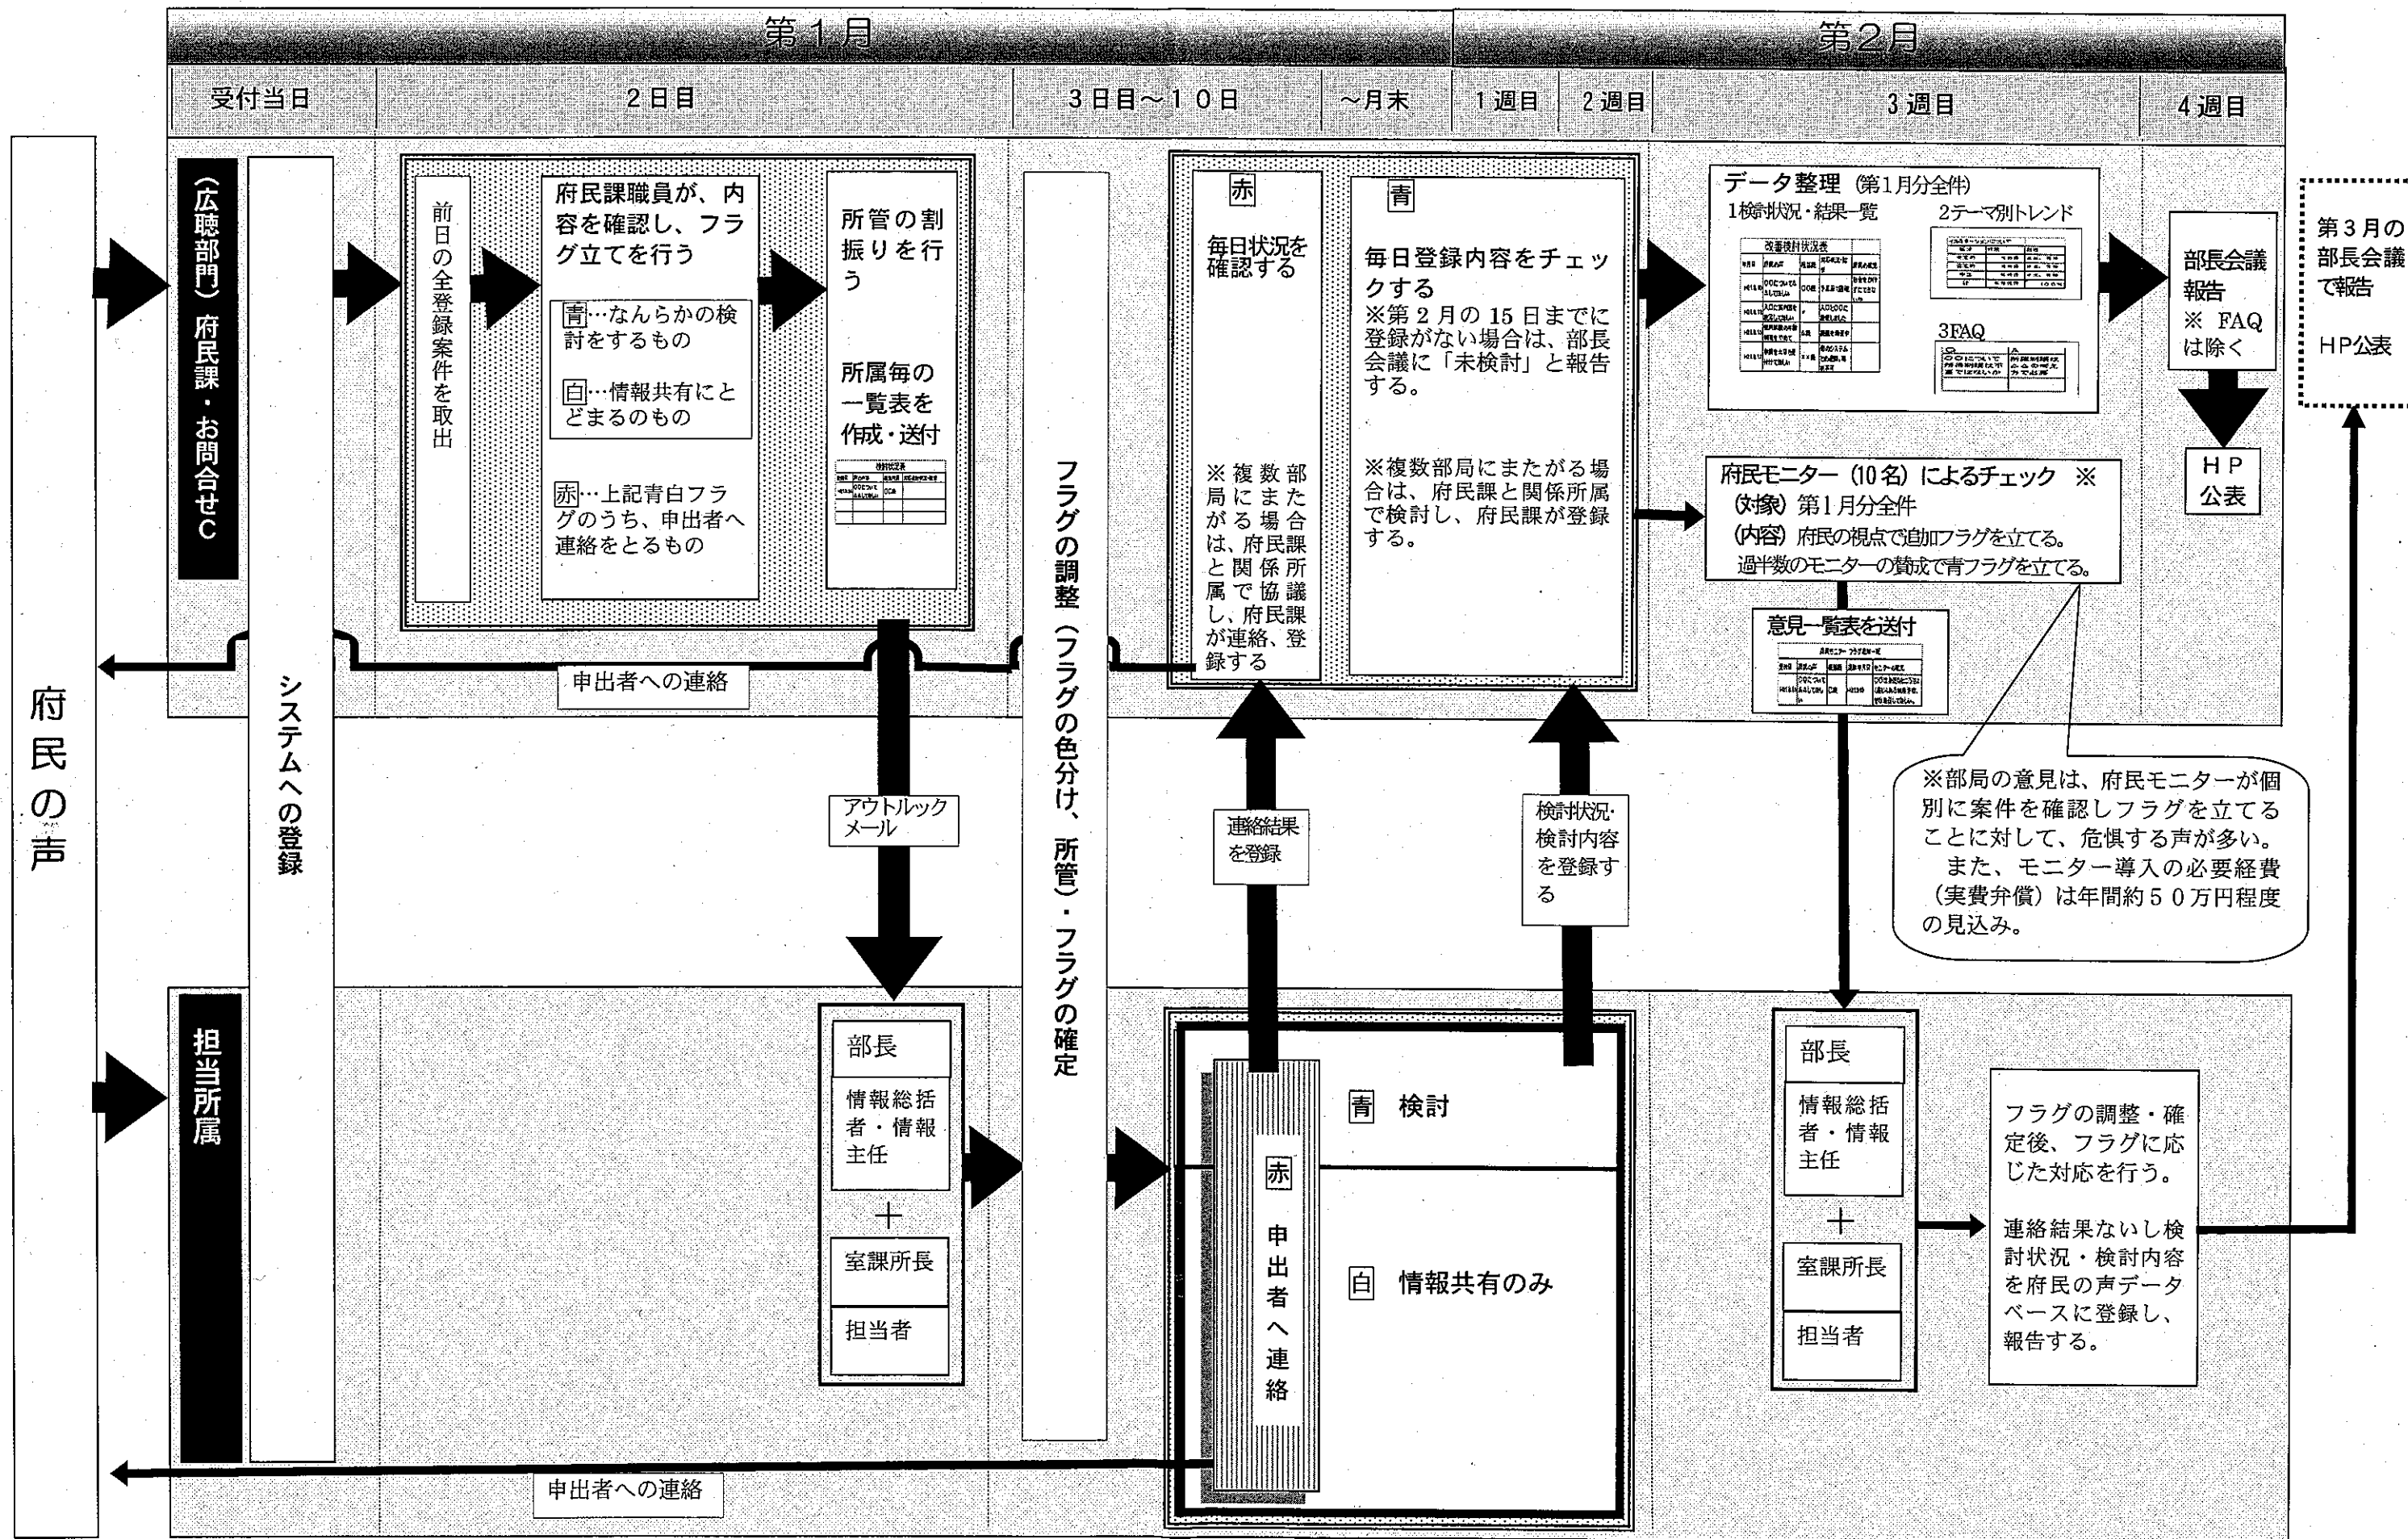 第1月
第2月
受付当日
2日目
3日目～10日
～月末
1週目
2週目
3週目
4週目
府民の声
（広聴部門）府民課・お問合せC
システムへの登録
前日の全登録案件を取出
府民課職員が、内
容を確認し、フラ
グ立てを行う
青…なんらかの検
討をするもの
白…情報共有にと
どまるのもの
赤…上記青白フラ
グのうち、申出者へ
連絡をとるもの
所管の割
振りを行
う
所属毎の
一覧表を
作成・送付
検討状況表
フラグの調整（フラグの色分け、所管）・フラグの確定
赤
毎日状況を
確認する
※複数部
局にまた
がる場合
は、府民課
と関係所
属で協議
し、府民課
が連絡、登
録する
青
毎日登録内容をチェッ
クする
※第2月の15日までに
登録がない場合は、部長
会議に「未検討」と報告
する。
※複数部局にまたがる場
合は、府民課と関係所属
で検討し、府民課が登録
する。
データ整理（第1月分全件）
1検討状況・結果一覧
2テーマ別トレンド
改善検討状況表
3FAQ
部長会議
報告
※ FAQ
は除く
HP
公表
第3月の
部長会議
で報告
HP公表
府民モニター（10名）によるチェック ※
（対象）第1月分全件
（内容）府民の視点で追加フラグを立てる。
過半数のモニターの賛成で青フラグを立てる。
意見一覧表を送付
申出者への連絡
アウトルック
メール
連絡結果
を登録
検討状況・
検討内容
を登録す
る
※部局の意見は、府民モニターが個
別に案件を確認しフラグを立てる
ことに対して、危惧する声が多い。
また、モニター導入の必要経費
（実費弁償）は年間約50万円程度
の見込み。
担当所属
部長
情報総括
者・情報
主任
＋
室課所長
担当者
赤 申出者へ連絡
青 検討
白 情報共有のみ
部長
情報総括
者・情報
主任
＋
室課所長
担当者
フラグの調整・確
定後、フラグに応
じた対応を行う。
連絡結果ないし検
討状況・検討内容
を府民の声データ
ベースに登録し、
報告する。
申出者への連絡